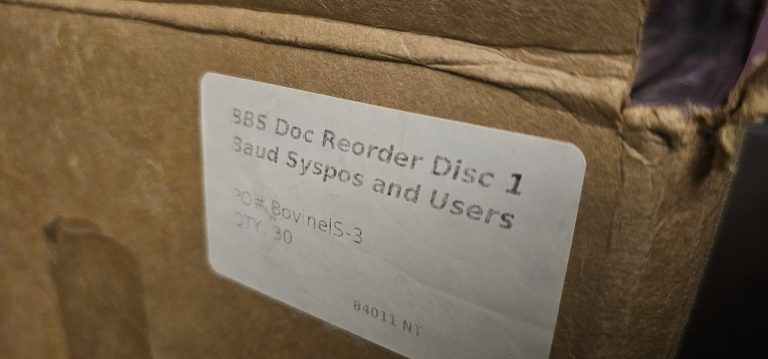 BBS Doc Reorder Disc 1
Baud Syspos and Users
PO# BovineIS-3
QTY: 30
84011 NT